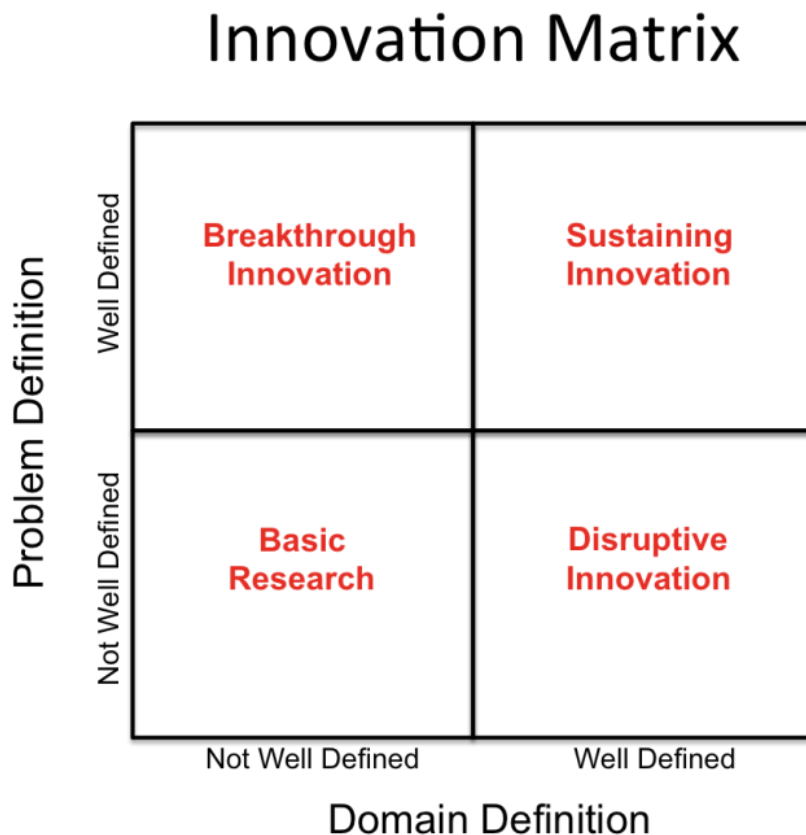 Innovation Matrix
Problem Definition
Well Defined
Breakthrough
Innovation
Sustaining
Innovation
Not Well Defined
Basic
Research
Disruptive
Innovation
Not Well Defined
Well Defined
Domain Definition